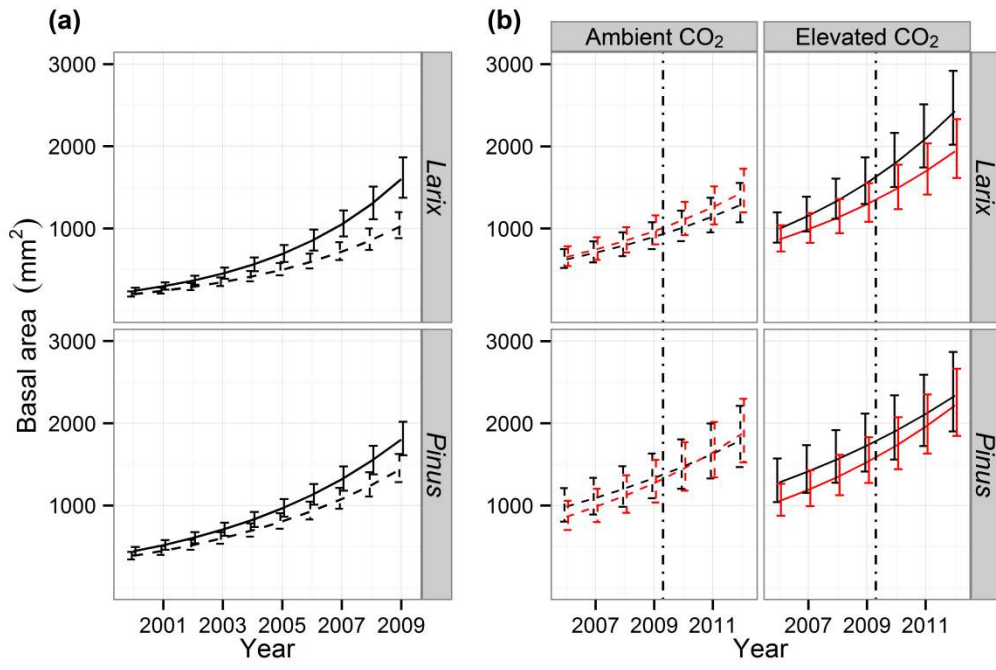 (a)
(b)
Ambient CO₂
Elevated CO₂
Basal area (mm²)
3000
2000
1000
Larix
3000
2000
1000
Pinus
2001 2003 2005 2007 2009
Year
3000
2000
1000
Larix
3000
2000
1000
Pinus
2007 2009 2011
2007 2009 2011
Year